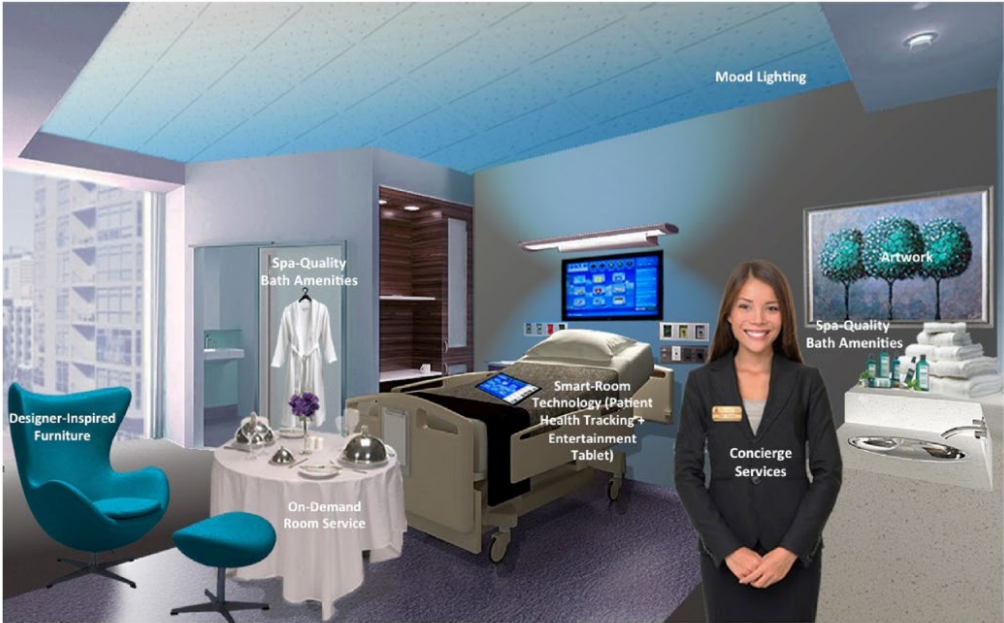 Mood Lighting
Spa-Quality
Bath Amenities
Artwork
Spa-Quality
Bath Amenities
Designer-Inspired
Furniture
Smart-Room
Technology (Patient
Health Tracking +
Entertainment
Tablet)
Concierge
Services
On-Demand
Room Service